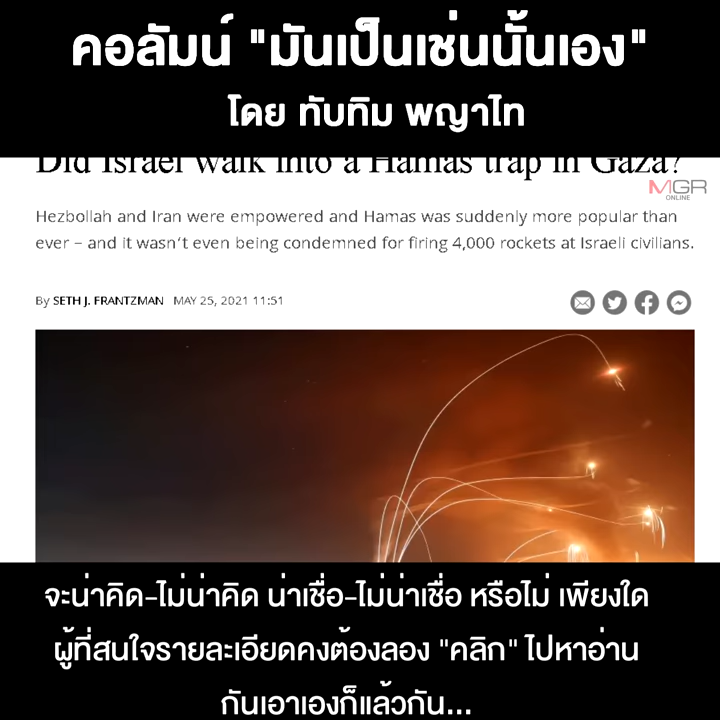 คอลัมน์ "มันเป็นเช่นนั้นเอง"
โดย ทับทิม พญาไท
Did Israel walk into a Hamas trap in Gaza?
MGR
ONLINE
Hezbollah and Iran were empowered and Hamas was suddenly more popular than
ever – and it wasn't even being condemned for firing 4,000 rockets at Israeli civilians.
By SETH J. FRANTZMAN MAY 25, 2021 11:51
จะน่าคิด-ไม่น่าคิด น่าเชื่อ-ไม่น่าเชื่อ หรือไม่ เพียงใด
ผู้ที่สนใจรายละเอียดคงต้องลอง "คลิก" ไปหาอ่าน
กันเอาเองก็แล้วกัน...